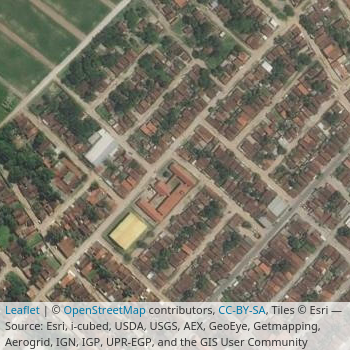 Leaflet | © OpenStreetMap contributors, CC-BY-SA, Tiles © Esri —
Source: Esri, i-cubed, USDA, USGS, AEX, GeoEye, Getmapping,
Aerogrid, IGN, IGP, UPR-EGP, and the GIS User Community